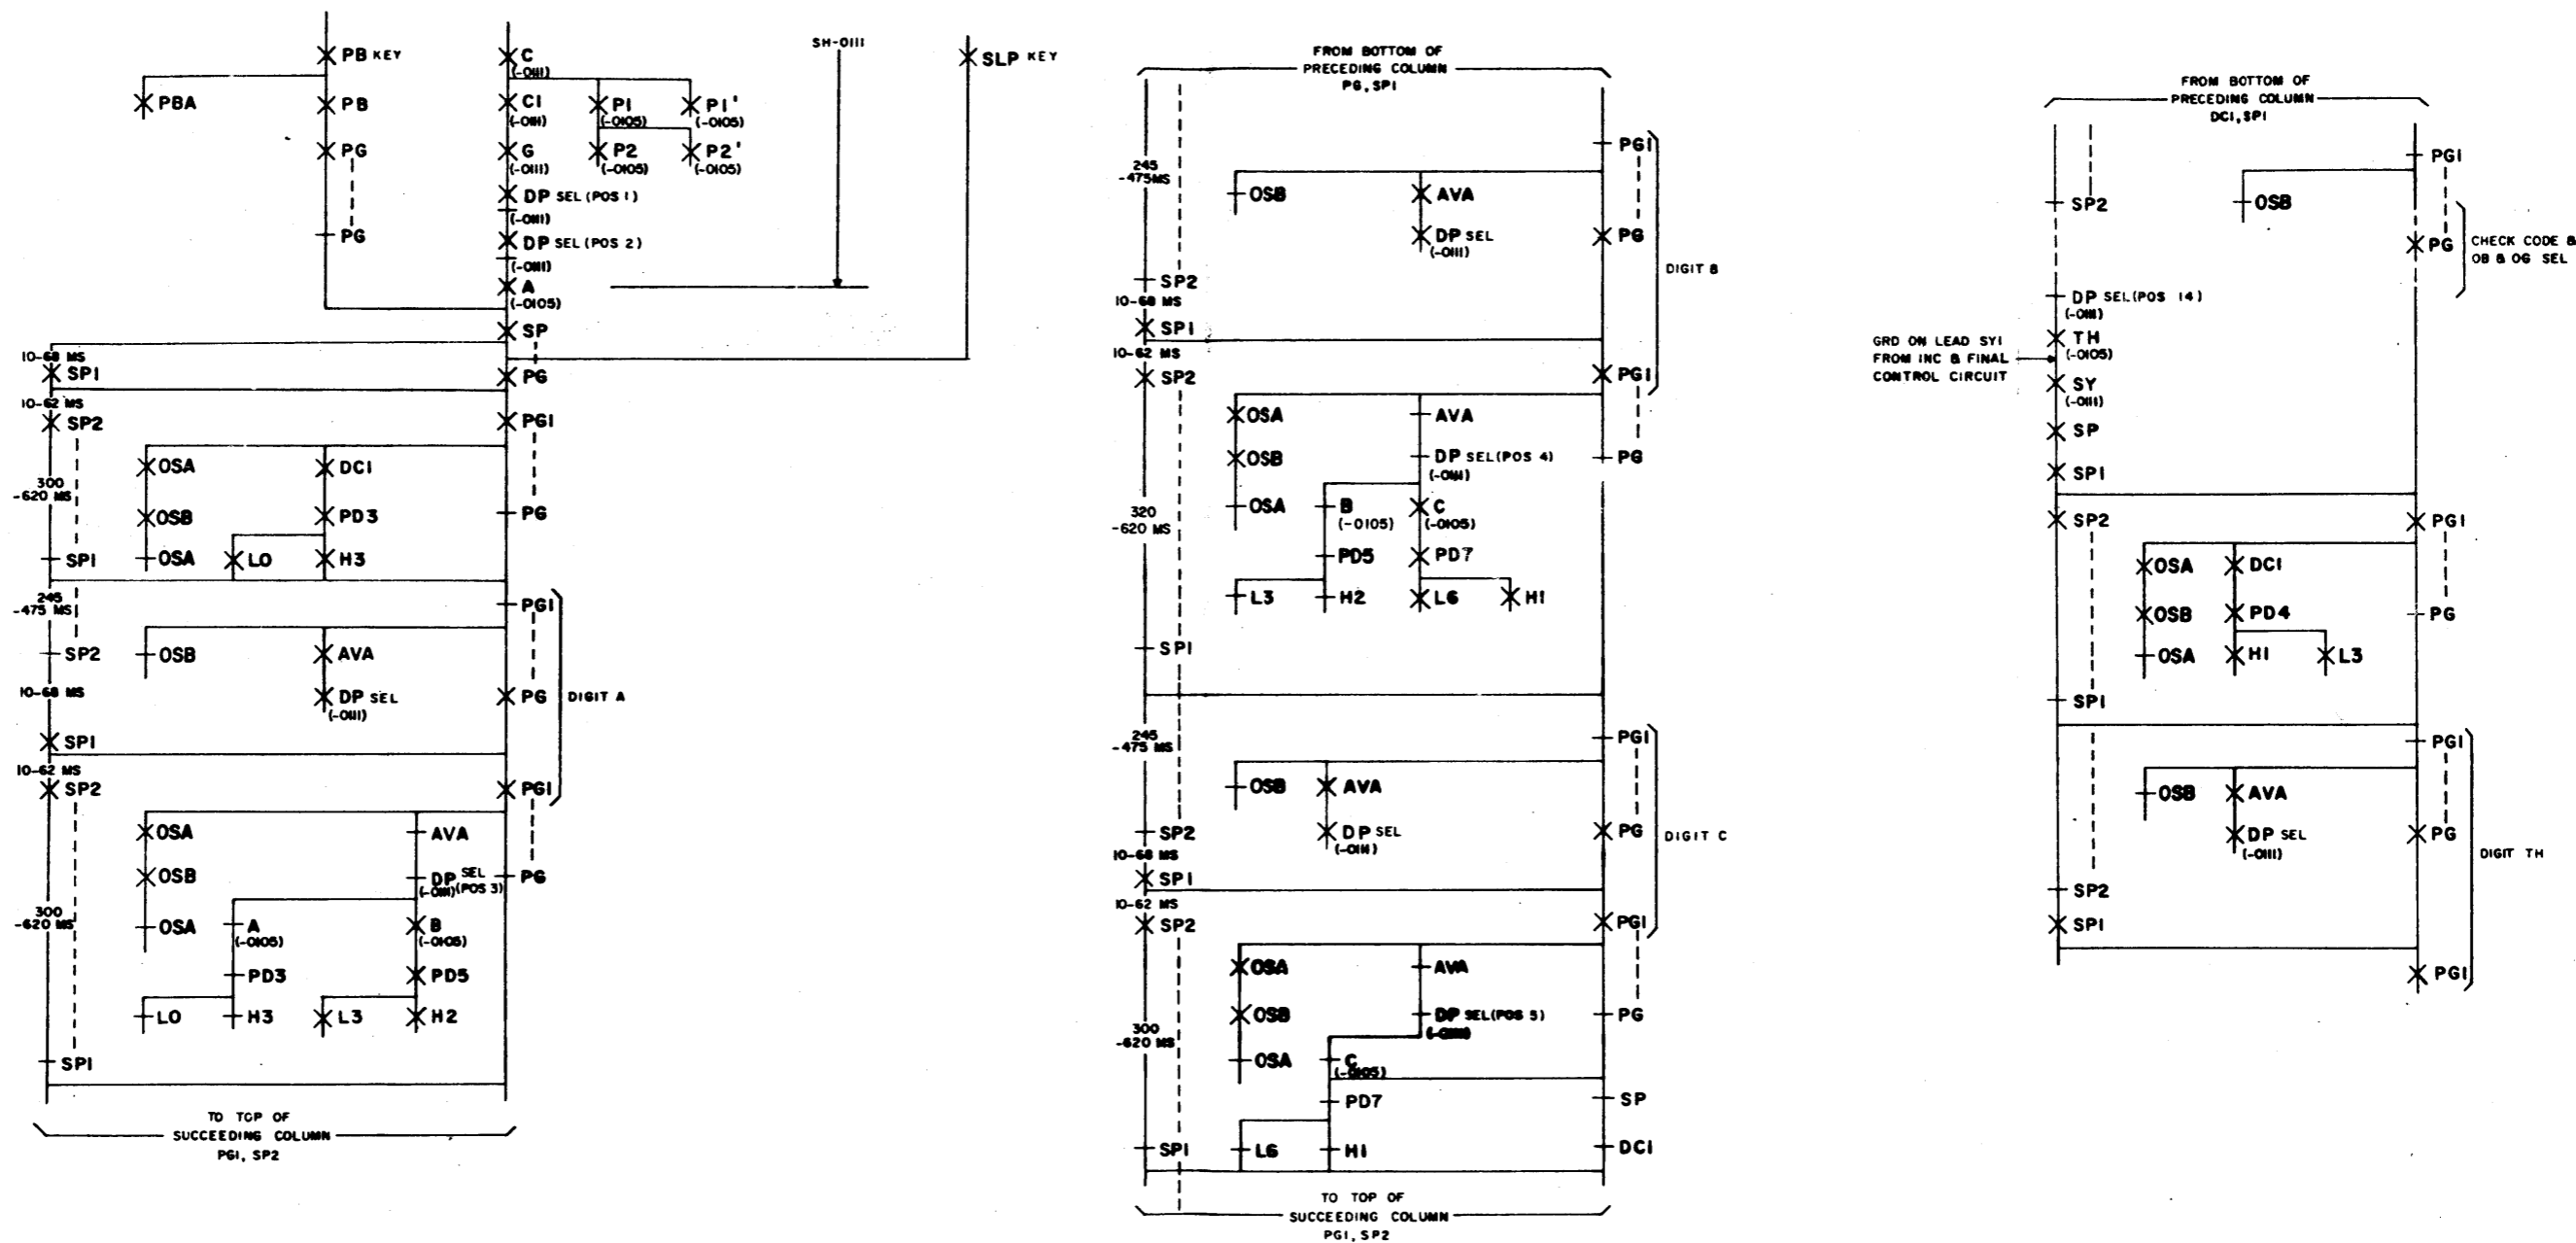 PB KEY
PBA
PB
PG
PG
C
(-0111)
C1
(-0111)
P1
(-0105)
P1'
(-0105)
G
(-0111)
P2
(-0105)
P2'
(-0105)
DP SEL (POS 1)
(-0111)
DP SEL (POS 2)
(-0111)
A
(-0105)
SH-0111
SLP KEY
SP
10-68 MS
SP1
PG
10-62 MS
SP2
PG1
OSA
DC1
300
-620 MS
OSB
PD3
PG
SP1
OSA
LO
H3
245
-475 MS
PG1
SP2
OSB
AVA
10-68 MS
DP SEL
(-0111)
PG
DIGIT A
SP1
10-62 MS
SP2
PG1
OSA
AVA
OSB
DP SEL
(-0111) (POS 3)
PG
300
-620 MS
OSA
A
(-0105)
B
(-0105)
PD3
PD5
LO
H3
L3
H2
SP1
TO TOP OF
SUCCEEDING COLUMN
PG1, SP2
FROM BOTTOM OF
PRECEDING COLUMN
PG, SP1
PG1
245
-475MS
OSB
AVA
DP SEL
(-0111)
PG
DIGIT B
SP2
10-68 MS
SP1
10-62 MS
SP2
PG1
OSA
AVA
OSB
DP SEL (POS 4)
(-0111)
PG
320
-620 MS
OSA
B
(-0105)
C
(-0105)
PD5
PD7
L3
H2
L6
H1
SP1
245
-475 MS
PG1
OSB
AVA
SP2
DP SEL
(-0111)
PG
DIGIT C
10-68 MS
SP1
10-62 MS
SP2
PG1
OSA
AVA
OSB
DP SEL (POS 5)
(-0111)
PG
300
-620 MS
OSA
C
(-0105)
PD7
SP
SP1
L6
H1
DC1
TO TOP OF
SUCCEEDING COLUMN
PG1, SP2
FROM BOTTOM OF
PRECEDING COLUMN
DC1, SP1
PG1
SP2
OSB
PG
CHECK CODE &
OB & OG SEL
DP SEL (POS 14)
(-0111)
GRD ON LEAD SY1
FROM INC & FINAL
CONTROL CIRCUIT
TH
(-0105)
SY
(-0111)
SP
SP1
SP2
PG1
OSA
DC1
OSB
PD4
PG
OSA
H1
L3
SP1
PG1
OSB
AVA
DP SEL
(-0111)
PG
DIGIT TH
SP2
SP1
PG1